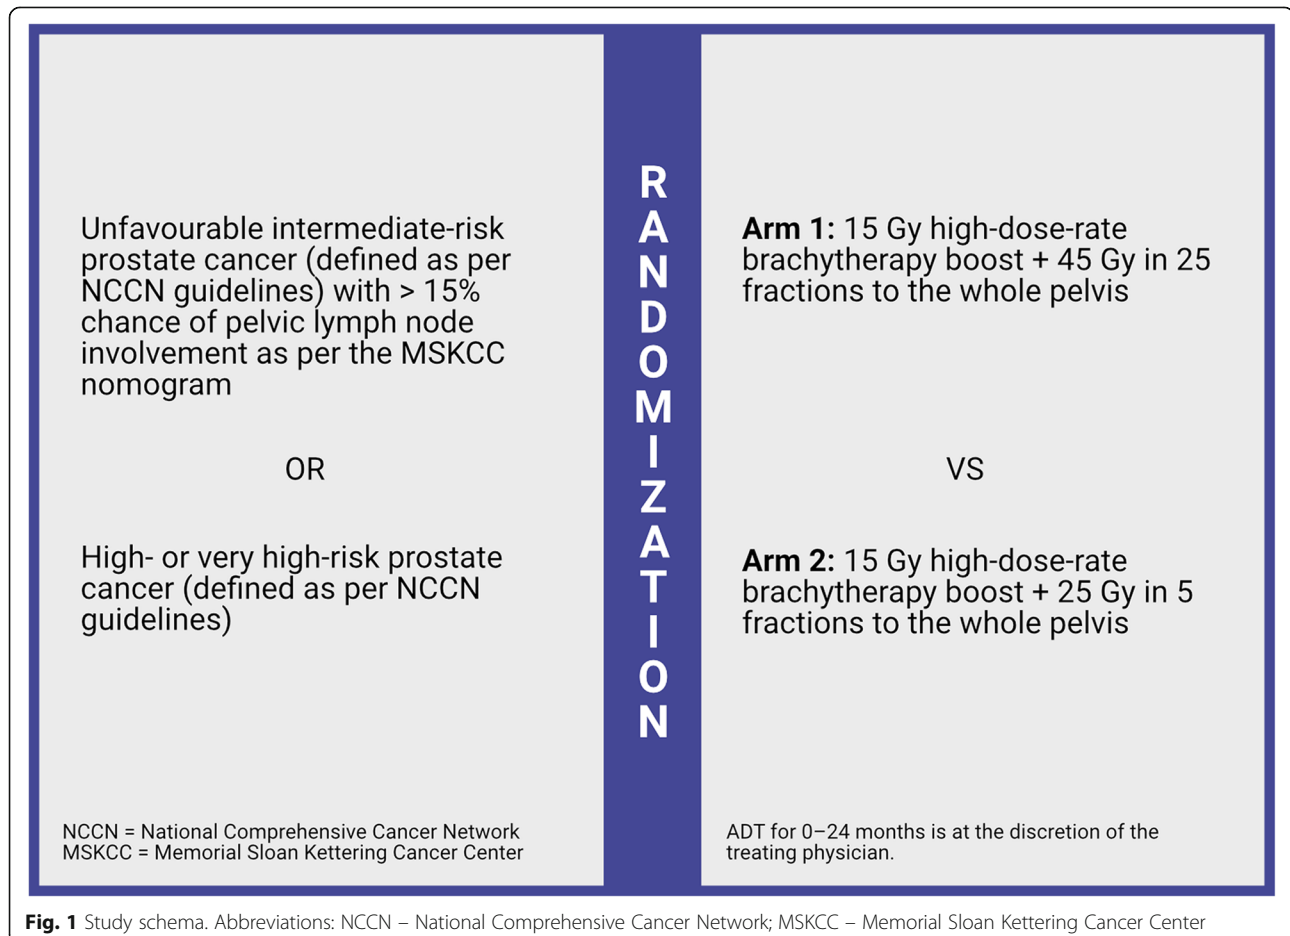 Unfavourable intermediate-risk
prostate cancer (defined as per
NCCN guidelines) with > 15%
chance of pelvic lymph node
involvement as per the MSKCC
nomogram
OR
High- or very high-risk prostate
cancer (defined as per NCCN
guidelines)
NCCN = National Comprehensive Cancer Network
MSKCC = Memorial Sloan Kettering Cancer Center
R
A
N
D
O
M
I
Z
A
T
I
O
N
Arm 1: 15 Gy high-dose-rate
brachytherapy boost + 45 Gy in 25
fractions to the whole pelvis
VS
Arm 2: 15 Gy high-dose-rate
brachytherapy boost + 25 Gy in 5
fractions to the whole pelvis
ADT for 0–24 months is at the discretion of the
treating physician.
Fig. 1 Study schema. Abbreviations: NCCN – National Comprehensive Cancer Network; MSKCC – Memorial Sloan Kettering Cancer Center